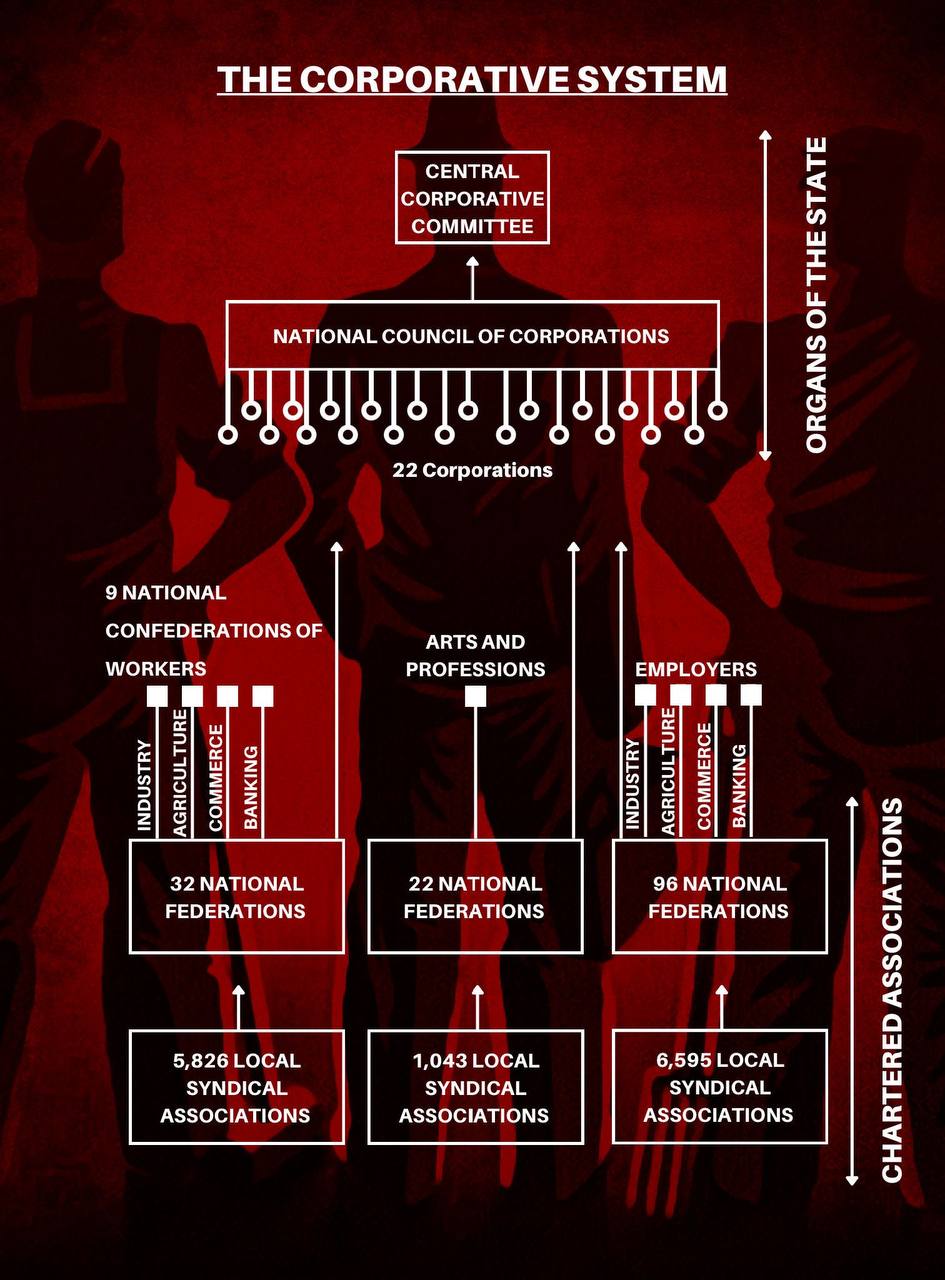 THE CORPORATIVE SYSTEM
CENTRAL
CORPORATIVE
COMMITTEE
ORGANS OF THE STATE
NATIONAL COUNCIL OF CORPORATIONS
22 Corporations
9 NATIONAL
CONFEDERATIONS OF
WORKERS
ARTS AND
PROFESSIONS
EMPLOYERS
INDUSTRY
AGRICULTURE
COMMERCE
BANKING
INDUSTRY
AGRICULTURE
COMMERCE
BANKING
32 NATIONAL
FEDERATIONS
22 NATIONAL
FEDERATIONS
96 NATIONAL
FEDERATIONS
CHARTERED ASSOCIATIONS
5,826 LOCAL
SYNDICAL
ASSOCIATIONS
1,043 LOCAL
SYNDICAL
ASSOCIATIONS
6,595 LOCAL
SYNDICAL
ASSOCIATIONS